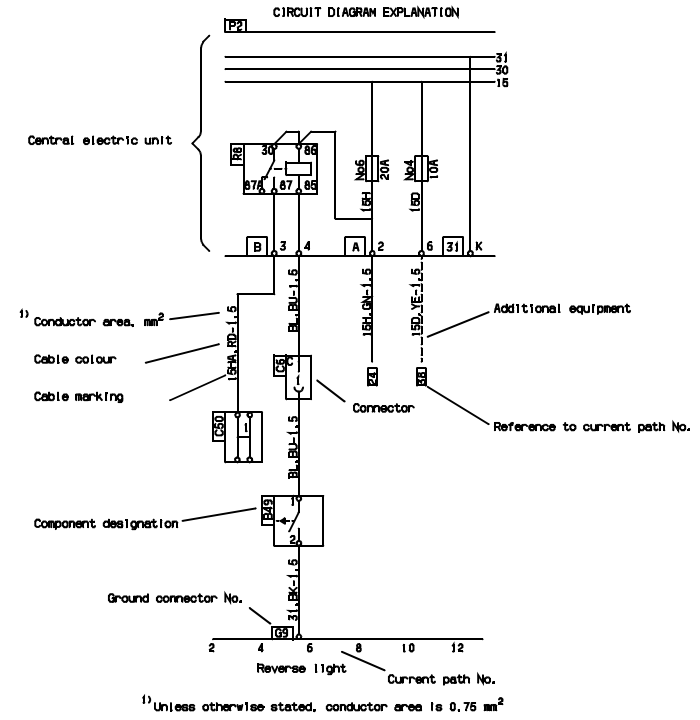 CIRCUIT DIAGRAM EXPLANATION
P2
31
30
15
Central electric unit
R8
30
86
87A
87
85
No6
20A
No4
10A
15H
15D
B
3
4
A
2
6
31
K
1) Conductor area, mm2
Cable colour
Cable marking
15HA,RD-1,5
BL,BU-1,5
15H,GN-1,5
15D,YE-1,5
Additional equipment
C5
C
1
24
38
Connector
Reference to current path No.
C50
1
BL,BU-1,5
B49
1
2
Component designation
31,BK-1,5
Ground connector No.
G9
2 4 6 8 10 12
Reverse light
Current path No.
1) Unless otherwise stated, conductor area is 0,75 mm2